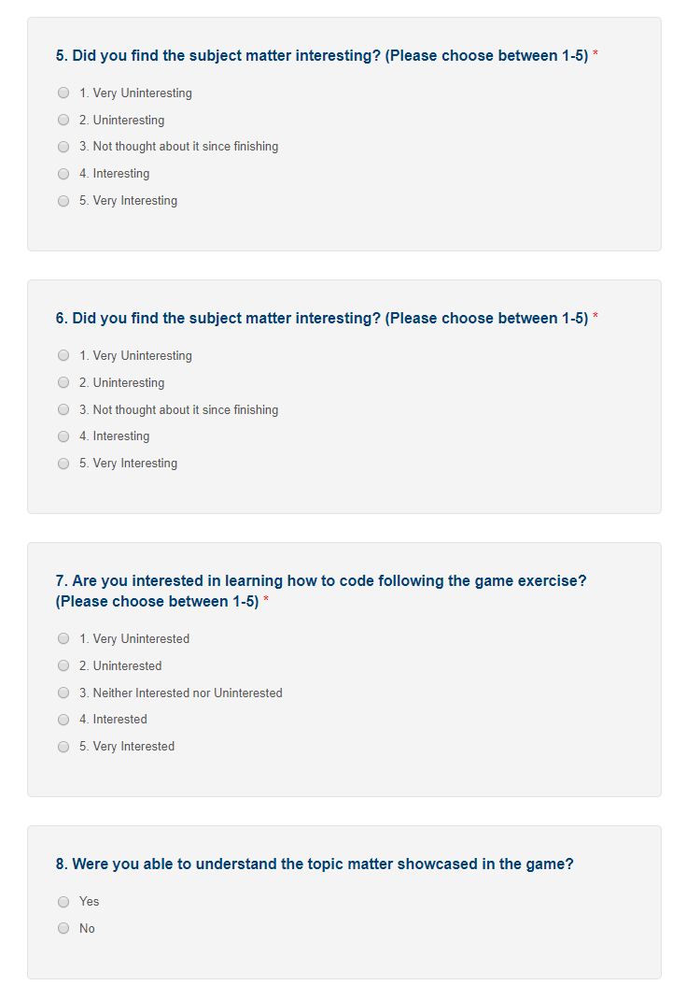 5. Did you find the subject matter interesting? (Please choose between 1-5) *
1. Very Uninteresting
2. Uninteresting
3. Not thought about it since finishing
4. Interesting
5. Very Interesting
6. Did you find the subject matter interesting? (Please choose between 1-5) *
1. Very Uninteresting
2. Uninteresting
3. Not thought about it since finishing
4. Interesting
5. Very Interesting
7. Are you interested in learning how to code following the game exercise?
(Please choose between 1-5) *
1. Very Uninterested
2. Uninterested
3. Neither Interested nor Uninterested
4. Interested
5. Very Interested
8. Were you able to understand the topic matter showcased in the game?
Yes
No